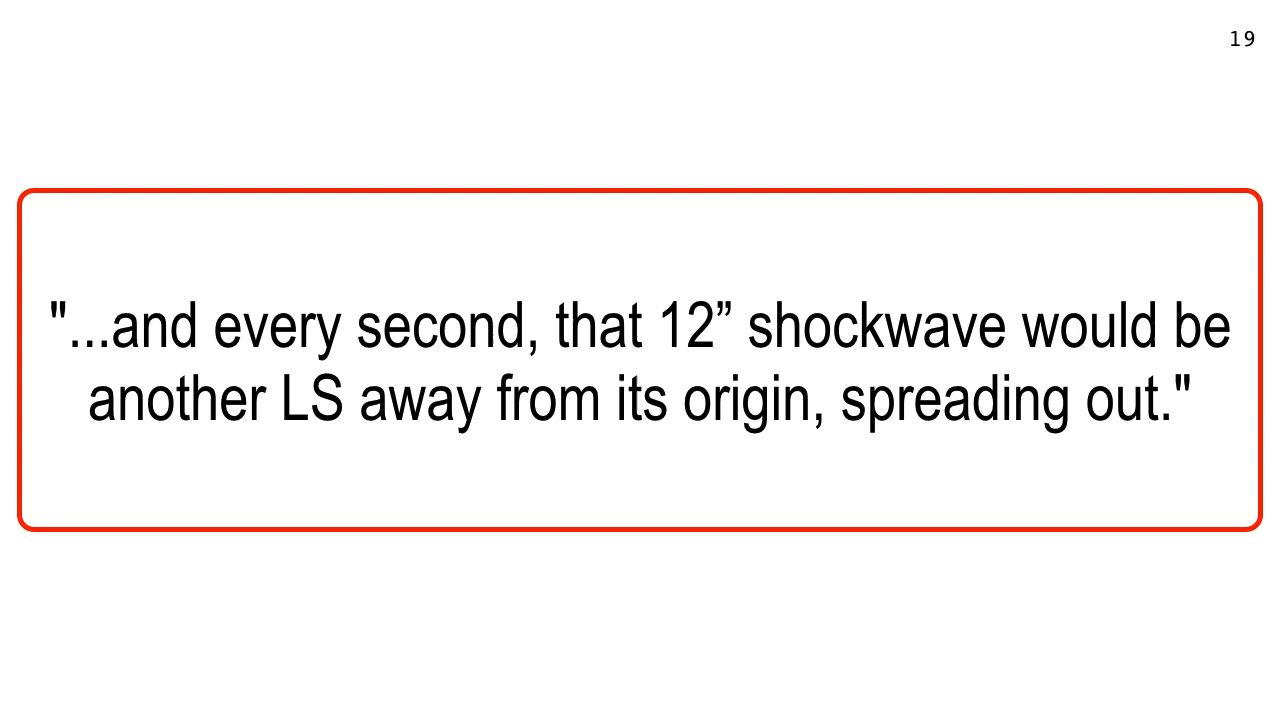 19
"...and every second, that 12” shockwave would be
another LS away from its origin, spreading out."